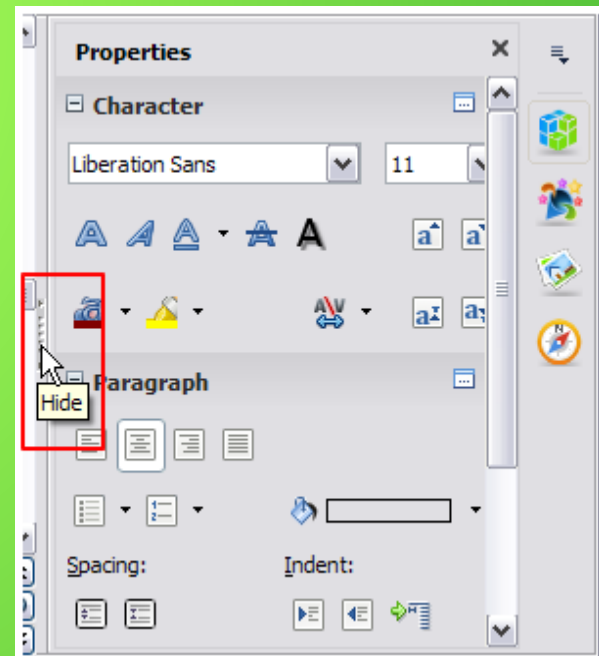 Properties
Character
Liberation Sans 11
Paragraph
Hide
Spacing: Indent: